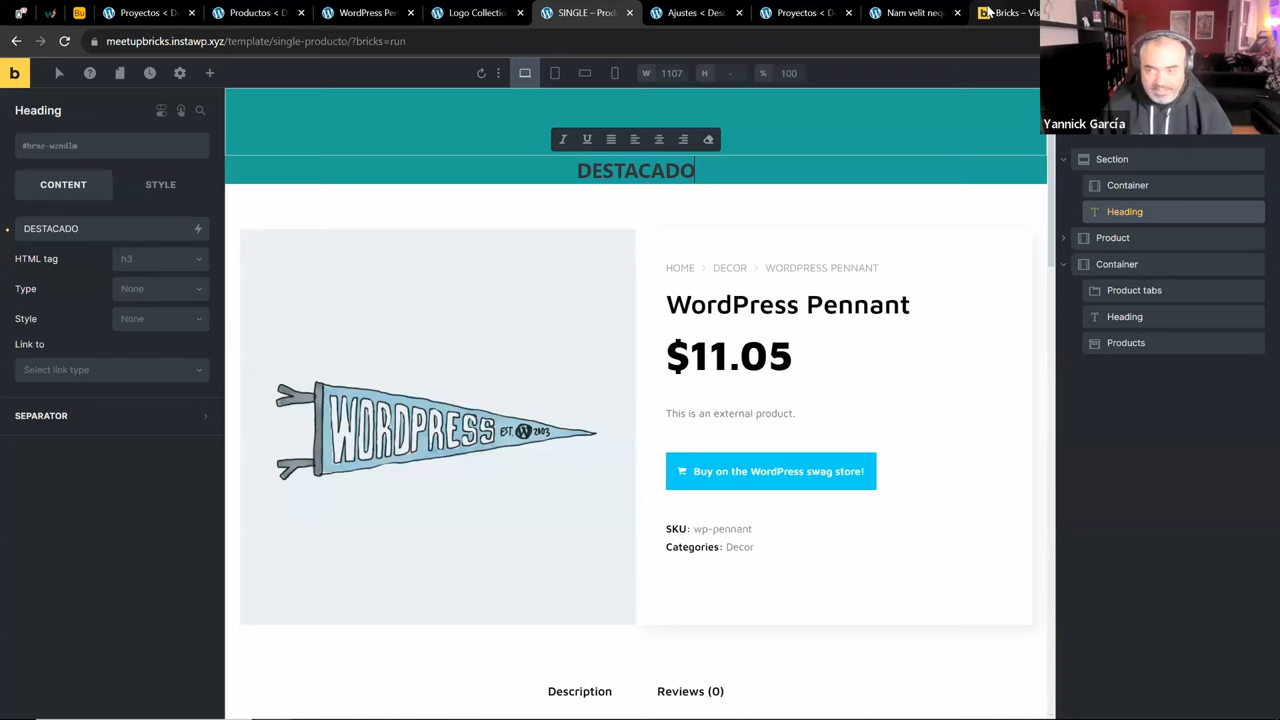 Proyectos < D
Productos < D
WordPress Pen
Logo Collectio
SINGLE – Prod
Ajustes < Desc
Proyectos < D
Nam velit neq
Bricks – Vis
meetupbricks.instawp.xyz/template/single-producto/?bricks=run
b
W 1107 H - % 100
Yannick García
Heading
#brxe-wzndlm
CONTENT
STYLE
DESTACADO
HTML tag
h3
Type
None
Style
None
Link to
Select link type
SEPARATOR
DESTACADO
WORDPRESS EST. W 2003
HOME > DECOR > WORDPRESS PENNANT
WordPress Pennant
$11.05
This is an external product.
Buy on the WordPress swag store!
SKU: wp-pennant
Categories: Decor
Description
Reviews (0)
Section
Container
Heading
Product
Container
Product tabs
Heading
Products